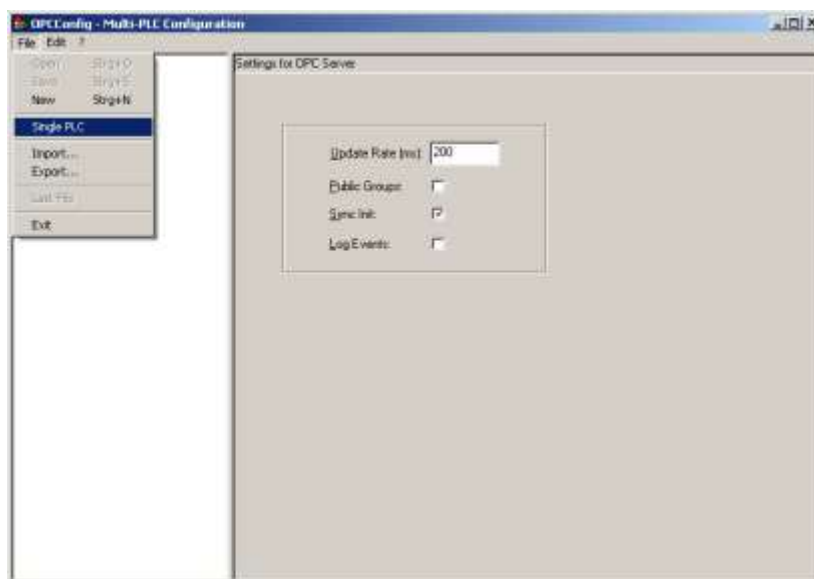 OPCConfig - Multi-PLC Configuration
File Edit ?
Open Strg+O
Save Strg+S
New Strg+N
Single PLC
Import...
Export...
Last File
Exit
Settings for OPC Server
Update Rate (ms): 200
Public Groups:
Sync Init:
Log Events: